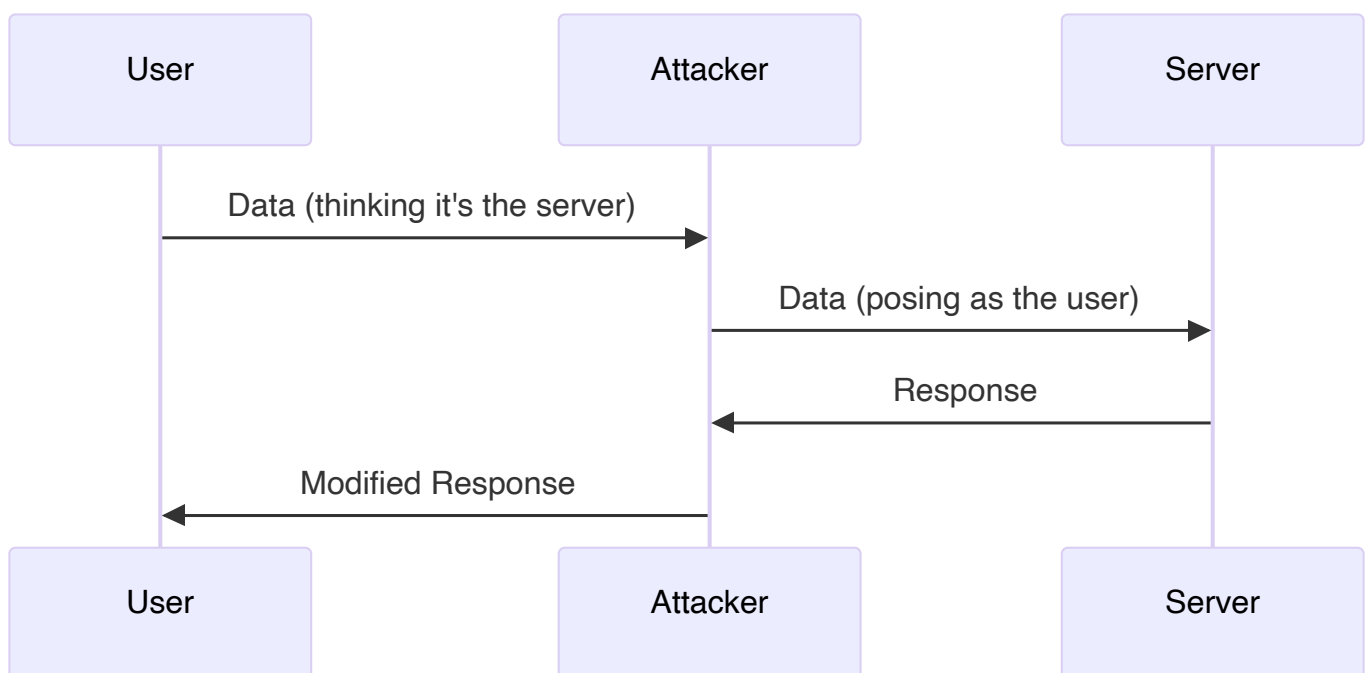 User Attacker Server
Data (thinking it's the server)
Data (posing as the user)
Response
Modified Response
User Attacker Server